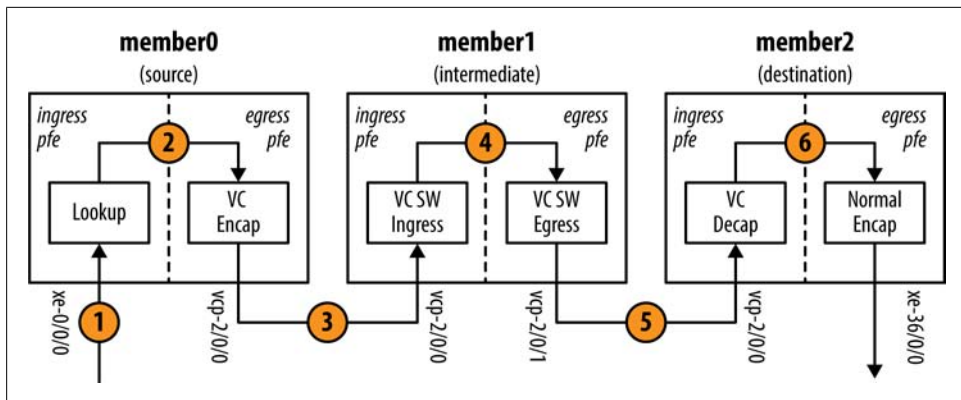 member0
(source)
member1
(intermediate)
member2
(destination)
ingress
pfe
2
egress
pfe
ingress
pfe
4
egress
pfe
ingress
pfe
6
egress
pfe
Lookup
VC
Encap
VC SW
Ingress
VC SW
Egress
VC
Decap
Normal
Encap
xe-0/0/0
1
vcp-2/0/0
3
vcp-2/0/0
vcp-2/0/1
5
vcp-2/0/0
xe-36/0/0